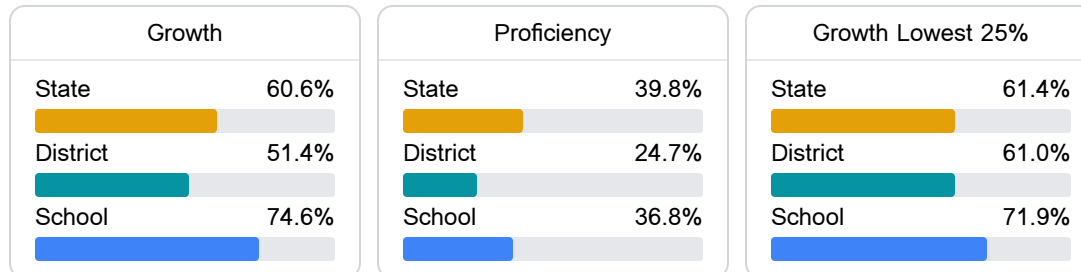 Growth
State 60.6%
District 51.4%
School 74.6%
Proficiency
State 39.8%
District 24.7%
School 36.8%
Growth Lowest 25%
State 61.4%
District 61.0%
School 71.9%